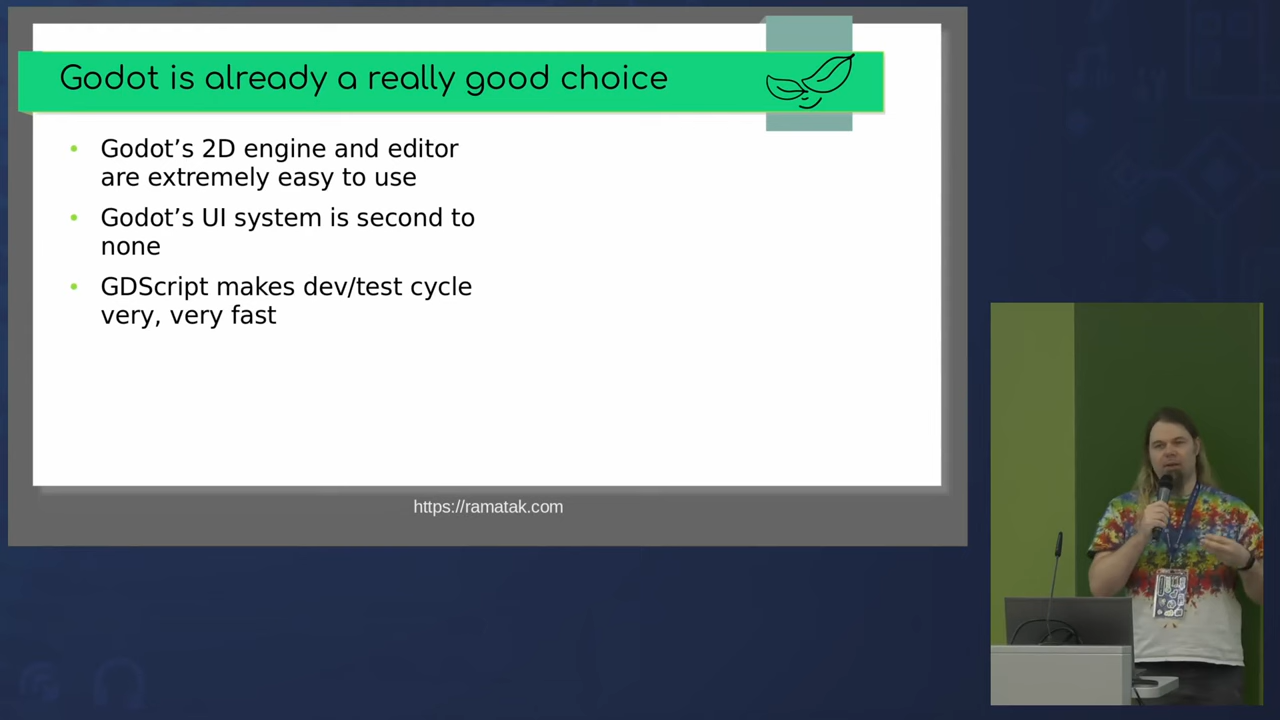 Godot is already a really good choice
Godot’s 2D engine and editor
are extremely easy to use
Godot’s UI system is second to
none
GDScript makes dev/test cycle
very, very fast
https://ramatak.com